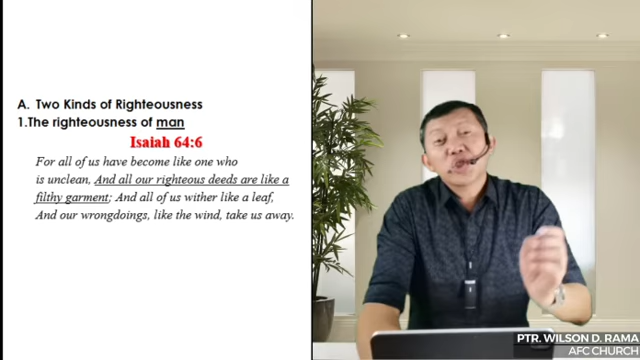 A. Two Kinds of Righteousness
1.The righteousness of man
Isaiah 64:6
For all of us have become like one who
is unclean, And all our righteous deeds are like a
filthy garment; And all of us wither like a leaf,
And our wrongdoings, like the wind, take us away.
PTR. WILSON D. RAMA
AFC CHURCH